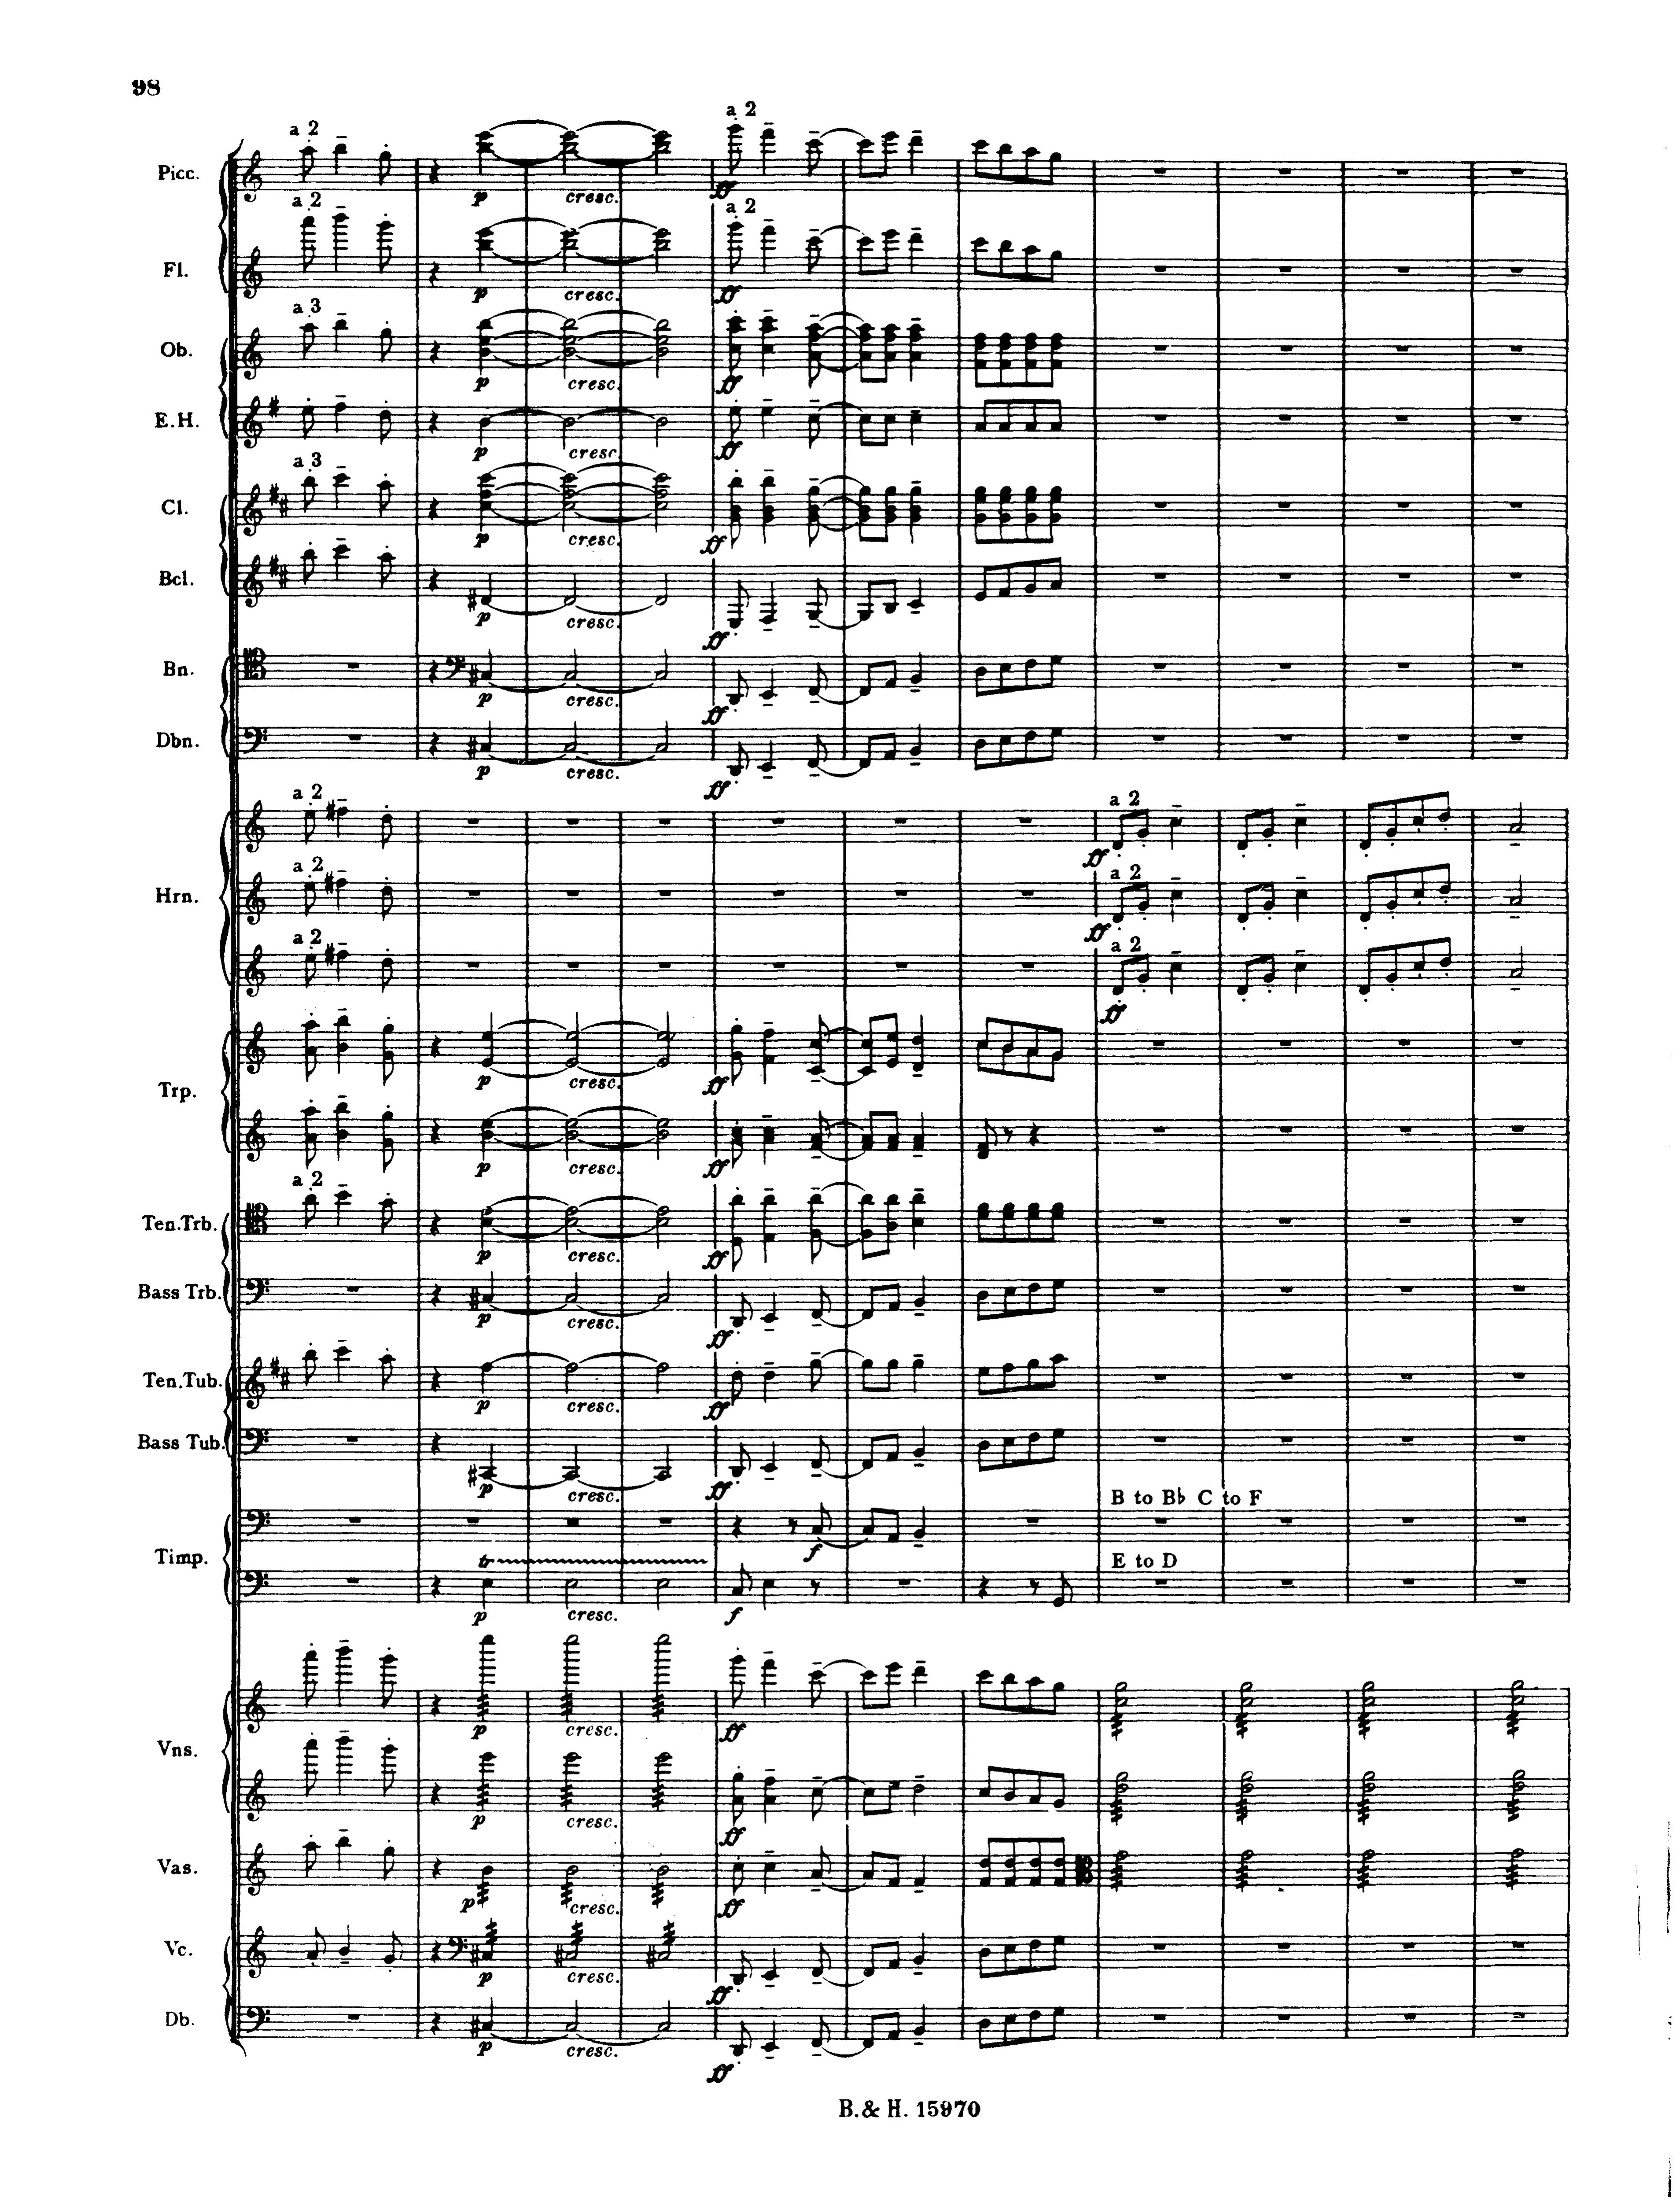 98
a 2
a 2
Picc.
p
cresc.
ff
a 2
a 2
Fl.
p
cresc.
ff
a 3
Ob.
p
cresc.
ff
E.H.
p
cresc.
ff
a 3
Cl.
p
cresc.
ff
Bcl.
p
cresc.
ff
Bn.
p
cresc.
ff
Dbn.
p
cresc.
ff
a 2
a 2
ff
a 2
a 2
Hrn.
ff
a 2
a 2
ff
p
cresc.
ff
Trp.
p
cresc.
ff
a 2
Ten.Trb.
p
cresc.
ff
Bass Trb.
p
cresc.
ff
Ten.Tub.
p
cresc.
ff
Bass Tub.
p
cresc.
ff
B to B♭ C to F
f
Timp.
tr
E to D
p
cresc.
f
p
cresc.
ff
Vns.
p
cresc.
ff
Vas.
p
cresc.
ff
Vc.
p
cresc.
ff
Db.
p
cresc.
ff
B. & H. 15970